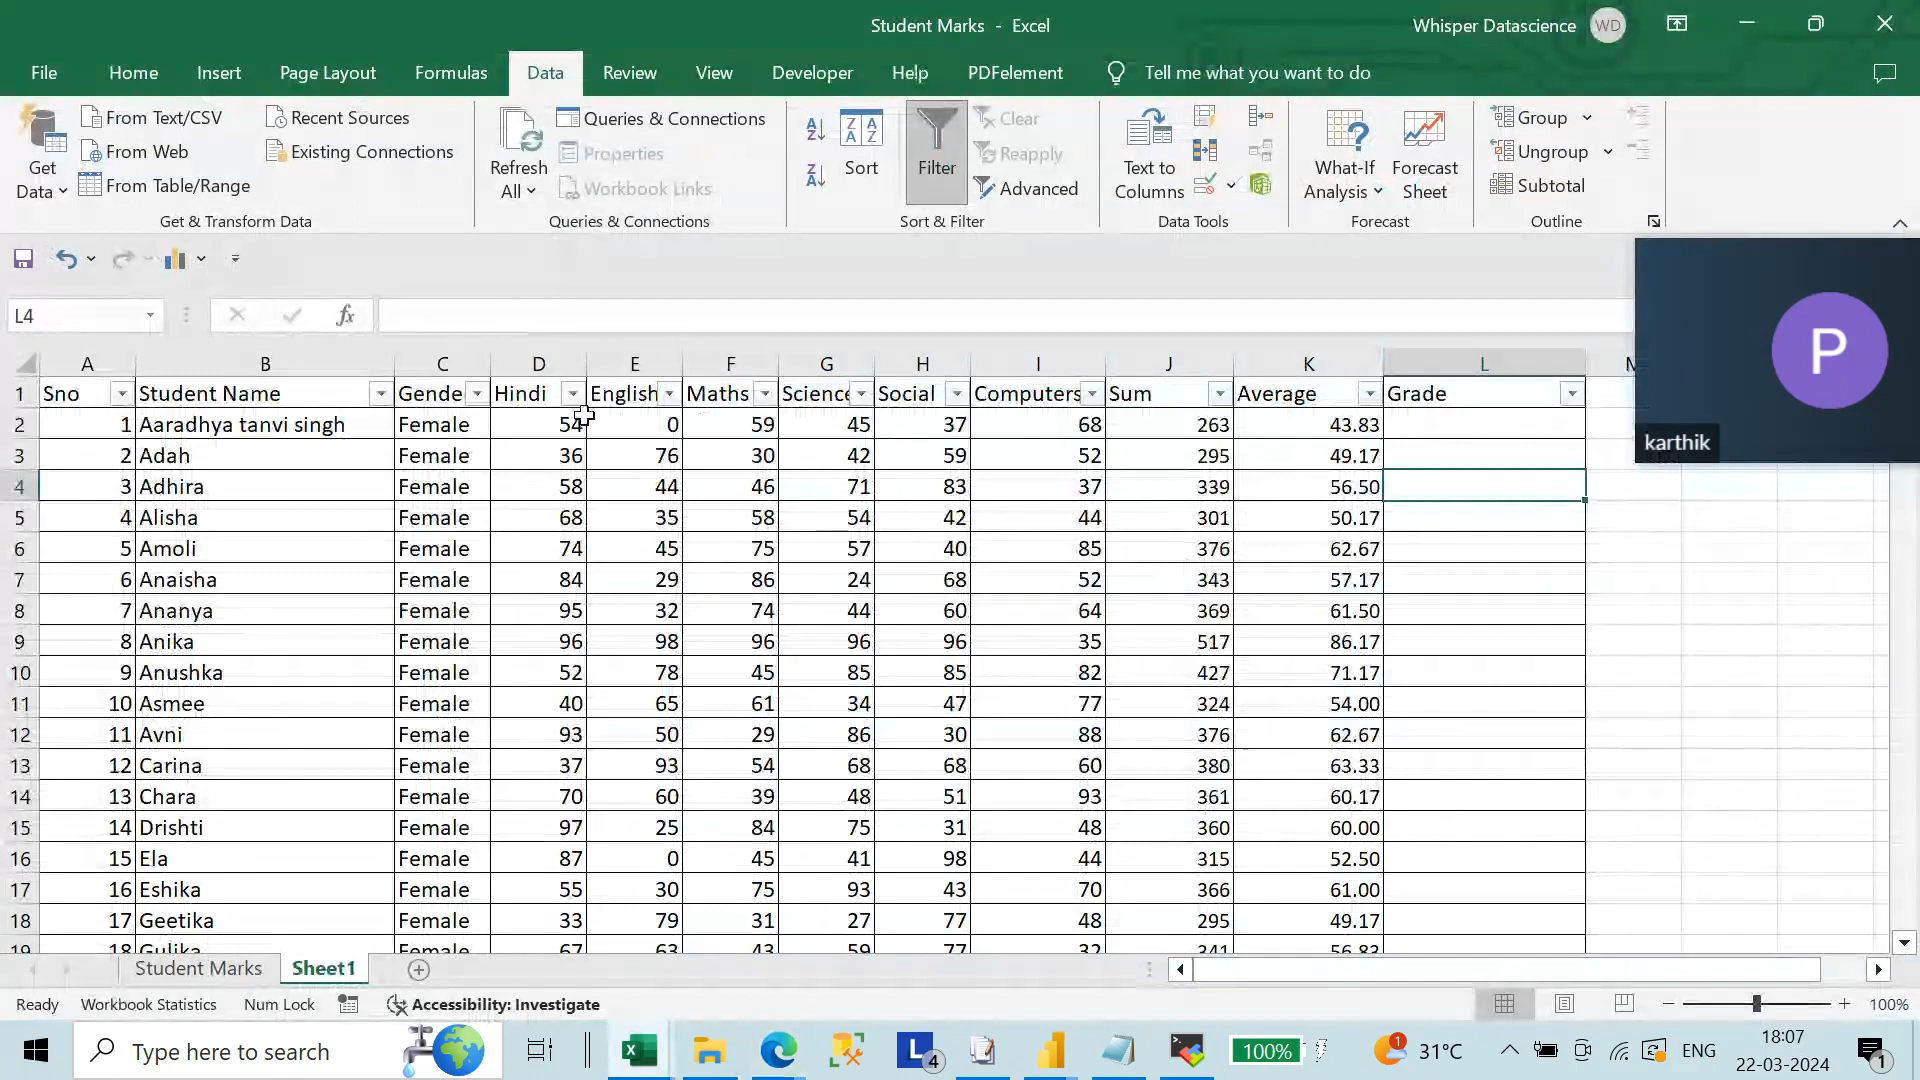 Student Marks - Excel
Whisper Datascience WD
File Home Insert Page Layout Formulas Data Review View Developer Help PDFelement Tell me what you want to do
Get Data
From Text/CSV
From Web
From Table/Range
Recent Sources
Existing Connections
Get & Transform Data
Refresh All
Queries & Connections
Properties
Workbook Links
Queries & Connections
Sort
Filter
Clear
Reapply
Advanced
Sort & Filter
Text to Columns
Data Tools
What-If Analysis
Forecast Sheet
Forecast
Group
Ungroup
Subtotal
Outline
L4
fx
P
karthik
A B C D E F G H I J K L
1 Sno Student Name Gende Hindi English Maths Science Social Computers Sum Average Grade
2 1 Aaradhya tanvi singh Female 54 0 59 45 37 68 263 43.83
3 2 Adah Female 36 76 30 42 59 52 295 49.17
4 3 Adhira Female 58 44 46 71 83 37 339 56.50
5 4 Alisha Female 68 35 58 54 42 44 301 50.17
6 5 Amoli Female 74 45 75 57 40 85 376 62.67
7 6 Anaisha Female 84 29 86 24 68 52 343 57.17
8 7 Ananya Female 95 32 74 44 60 64 369 61.50
9 8 Anika Female 96 98 96 96 96 35 517 86.17
10 9 Anushka Female 52 78 45 85 85 82 427 71.17
11 10 Asmee Female 40 65 61 34 47 77 324 54.00
12 11 Avni Female 93 50 29 86 30 88 376 62.67
13 12 Carina Female 37 93 54 68 68 60 380 63.33
14 13 Chara Female 70 60 39 48 51 93 361 60.17
15 14 Drishti Female 97 25 84 75 31 48 360 60.00
16 15 Ela Female 87 0 45 41 98 44 315 52.50
17 16 Eshika Female 55 30 75 93 43 70 366 61.00
18 17 Geetika Female 33 79 31 27 77 48 295 49.17
19 18 Gulika Female 67 63 43 59 77 32 341 56.83
Student Marks Sheet1
Ready Workbook Statistics Num Lock Accessibility: Investigate 100%
Type here to search
4
100%
1
31°C
ENG
18:07
22-03-2024
1